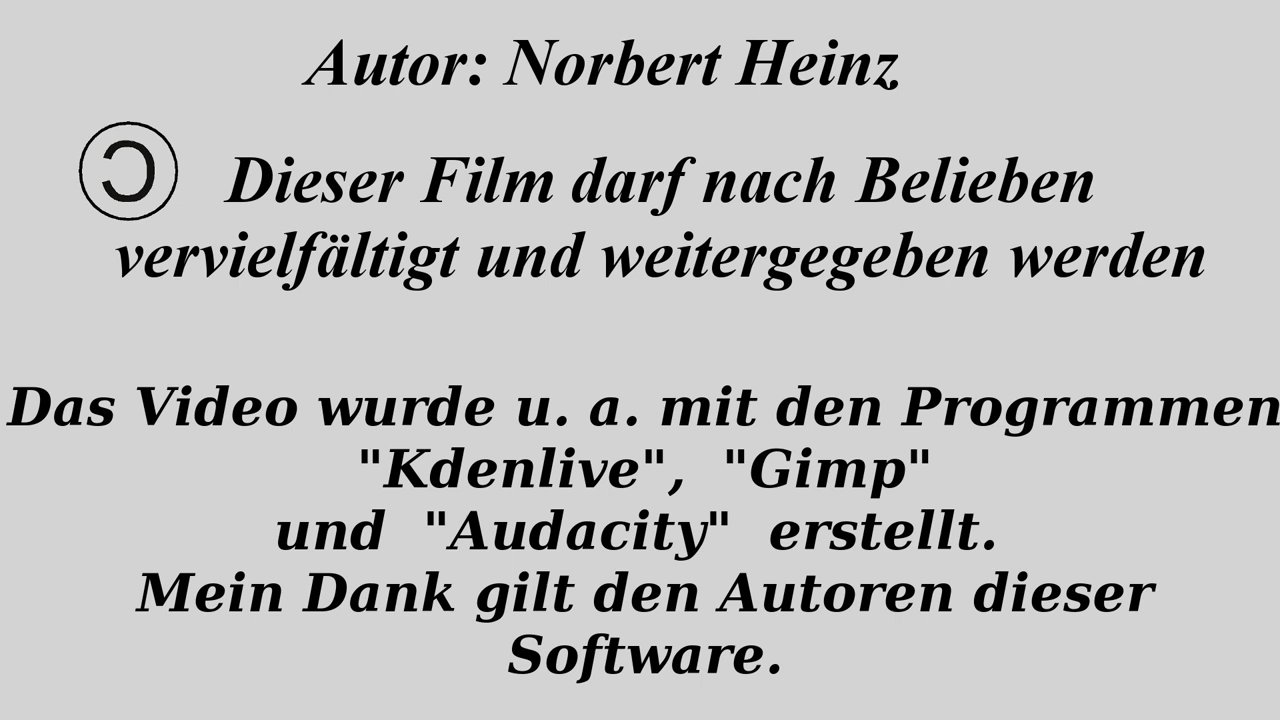 Autor: Norbert Heinz
Ɔ Dieser Film darf nach Belieben
vervielfältigt und weitergegeben werden
Das Video wurde u. a. mit den Programmen
"Kdenlive", "Gimp"
und "Audacity" erstellt.
Mein Dank gilt den Autoren dieser
Software.